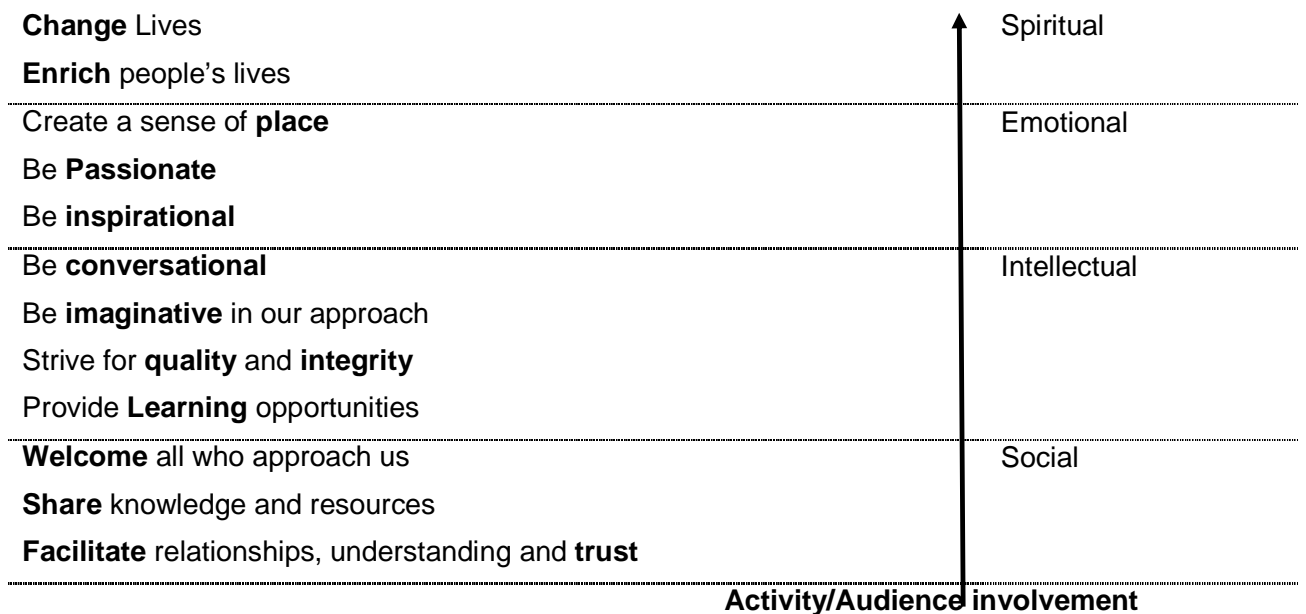 Change Lives Spiritual
Enrich people's lives
Create a sense of place Emotional
Be Passionate
Be inspirational
Be conversational Intellectual
Be imaginative in our approach
Strive for quality and integrity
Provide Learning opportunities
Welcome all who approach us Social
Share knowledge and resources
Facilitate relationships, understanding and trust
Activity/Audience involvement